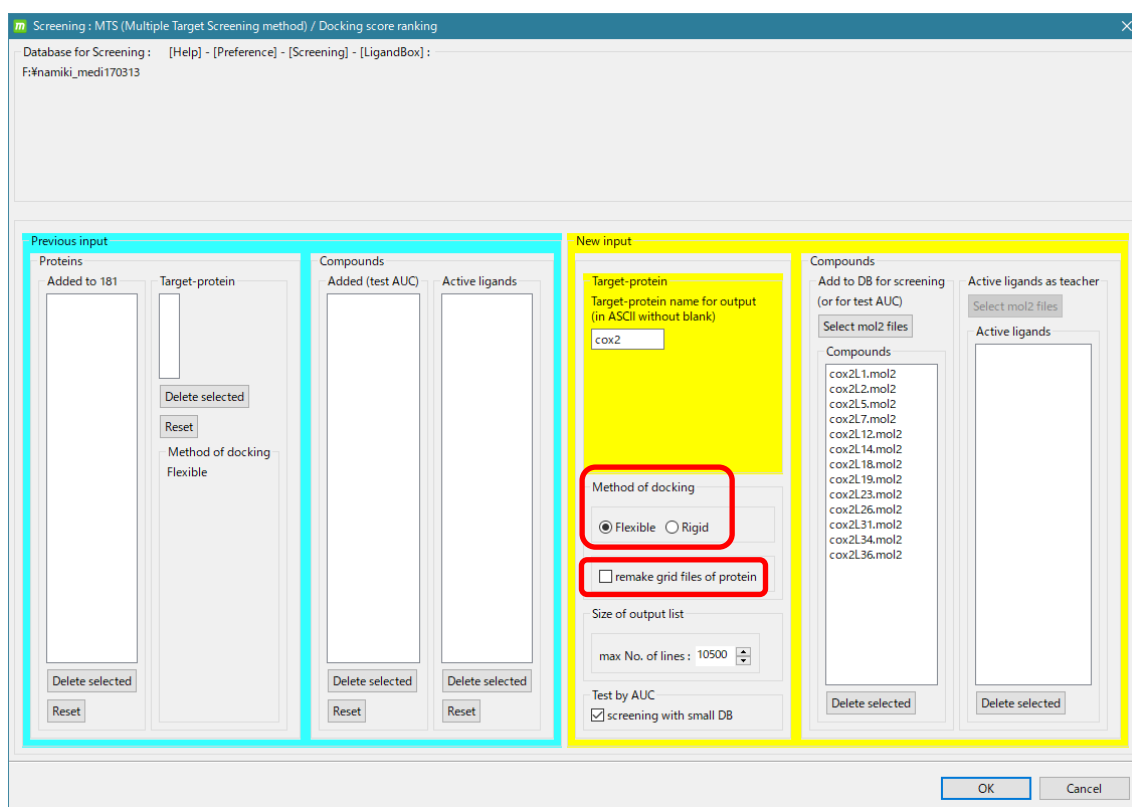 Screening : MTS (Multiple Target Screening method) / Docking score ranking
Database for Screening : [Help] - [Preference] - [Screening] - [LigandBox] :
F:¥namiki_medi170313
Previous input
Proteins
Added to 181
Target-protein
Delete selected
Reset
Method of docking
Flexible
Delete selected
Reset
Compounds
Added (test AUC)
Active ligands
Delete selected
Delete selected
Reset
Reset
New input
Target-protein
Target-protein name for output
(in ASCII without blank)
cox2
Method of docking
Flexible
Rigid
remake grid files of protein
Size of output list
max No. of lines : 10500
Test by AUC
screening with small DB
Compounds
Add to DB for screening
(or for test AUC)
Select mol2 files
Compounds
cox2L1.mol2
cox2L2.mol2
cox2L5.mol2
cox2L7.mol2
cox2L12.mol2
cox2L14.mol2
cox2L18.mol2
cox2L19.mol2
cox2L23.mol2
cox2L26.mol2
cox2L31.mol2
cox2L34.mol2
cox2L36.mol2
Delete selected
Active ligands as teacher
Select mol2 files
Active ligands
Delete selected
OK
Cancel